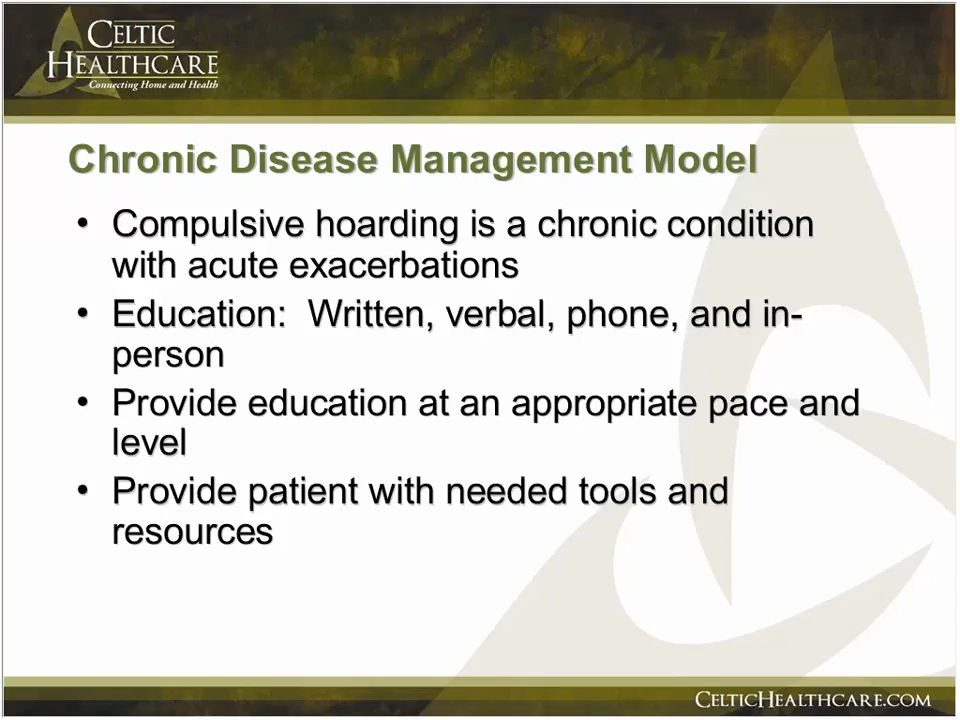 CELTIC
HEALTHCARE
Connecting Home and Health
Chronic Disease Management Model
• Compulsive hoarding is a chronic condition
with acute exacerbations
• Education:  Written, verbal, phone, and in-
person
• Provide education at an appropriate pace and
level
• Provide patient with needed tools and
resources
CELTICHEALTHCARE.COM